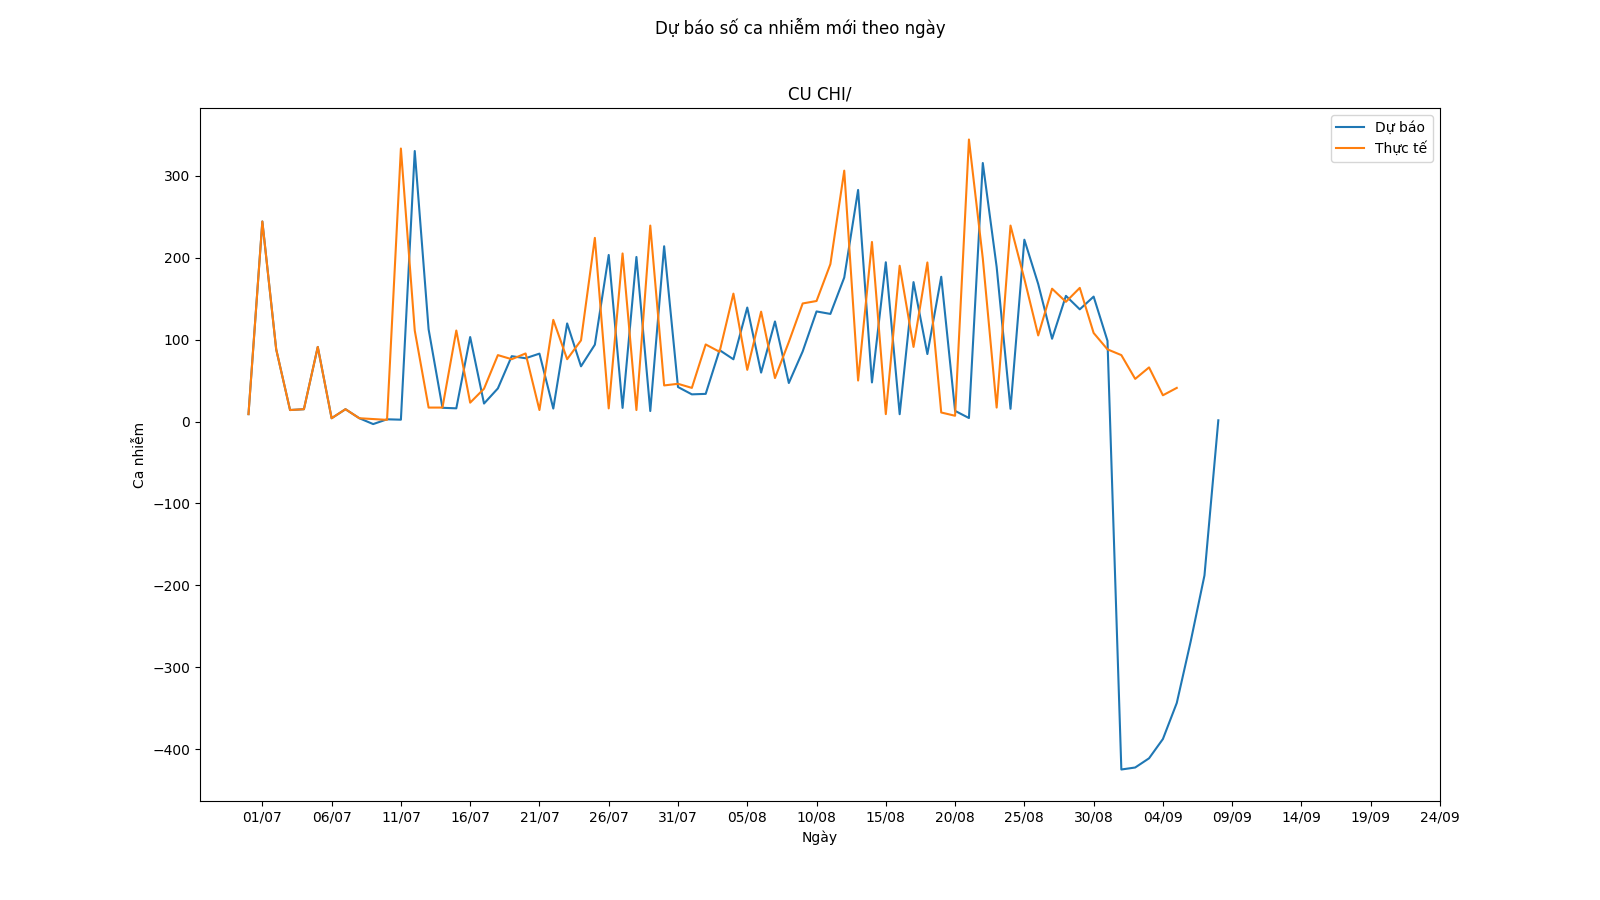 Dự báo số ca nhiễm mới theo ngày
CU CHI/
Dự báo
Thực tế
300
200
100
0
−100
−200
−300
−400
Ca nhiễm
01/07 06/07 11/07 16/07 21/07 26/07 31/07 05/08 10/08 15/08 20/08 25/08 30/08 04/09 09/09 14/09 19/09 24/09
Ngày